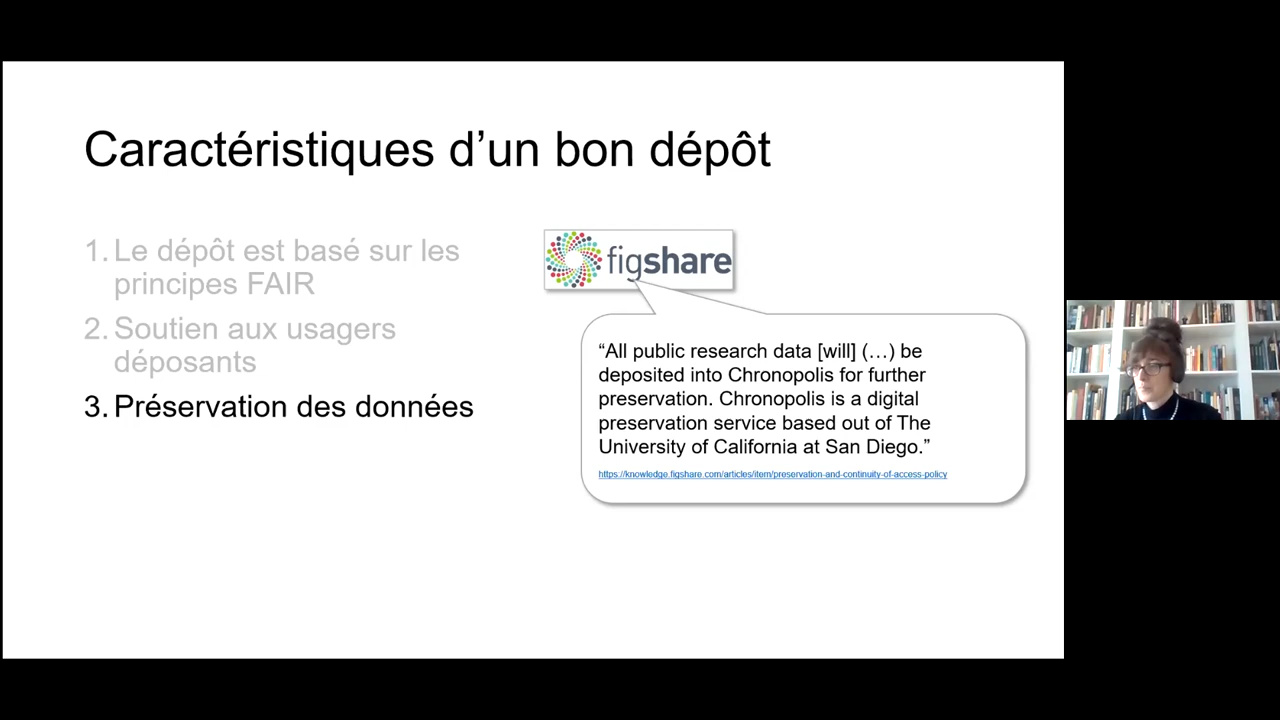 Caractéristiques d’un bon dépôt
1. Le dépôt est basé sur les
principes FAIR
2. Soutien aux usagers
déposants
3. Préservation des données
figshare
“All public research data [will] (…) be
deposited into Chronopolis for further
preservation. Chronopolis is a digital
preservation service based out of The
University of California at San Diego.”
https://knowledge.figshare.com/articles/item/preservation-and-continuity-of-access-policy